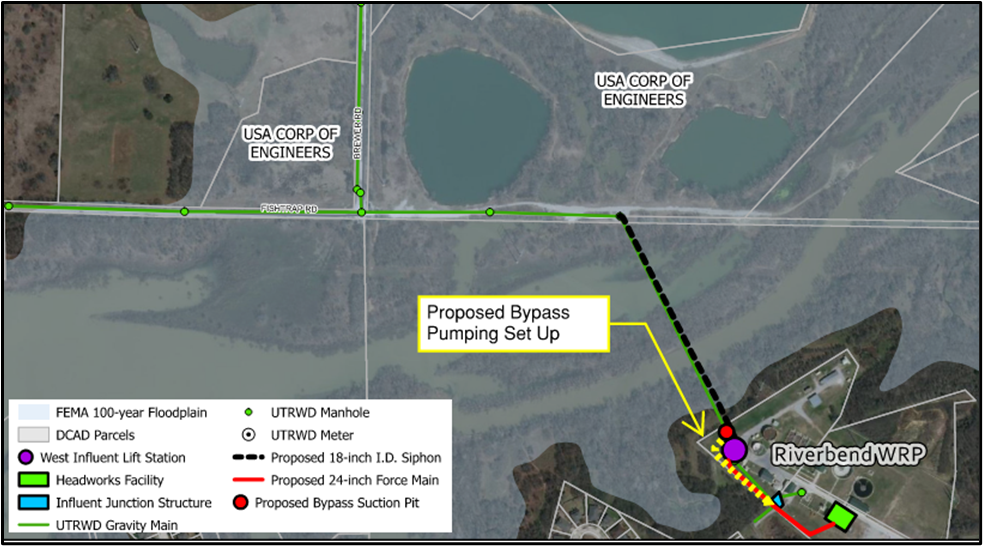 USA CORP OF
ENGINEERS
USA CORP OF
ENGINEERS
BREWER RD
FISHTRAP RD
Proposed Bypass
Pumping Set Up
Riverbend WRP
FEMA 100-year Floodplain
DCAD Parcels
West Influent Lift Station
Headworks Facility
Influent Junction Structure
UTRWD Gravity Main
UTRWD Manhole
UTRWD Meter
Proposed 18-inch I.D. Siphon
Proposed 24-inch Force Main
Proposed Bypass Suction Pit